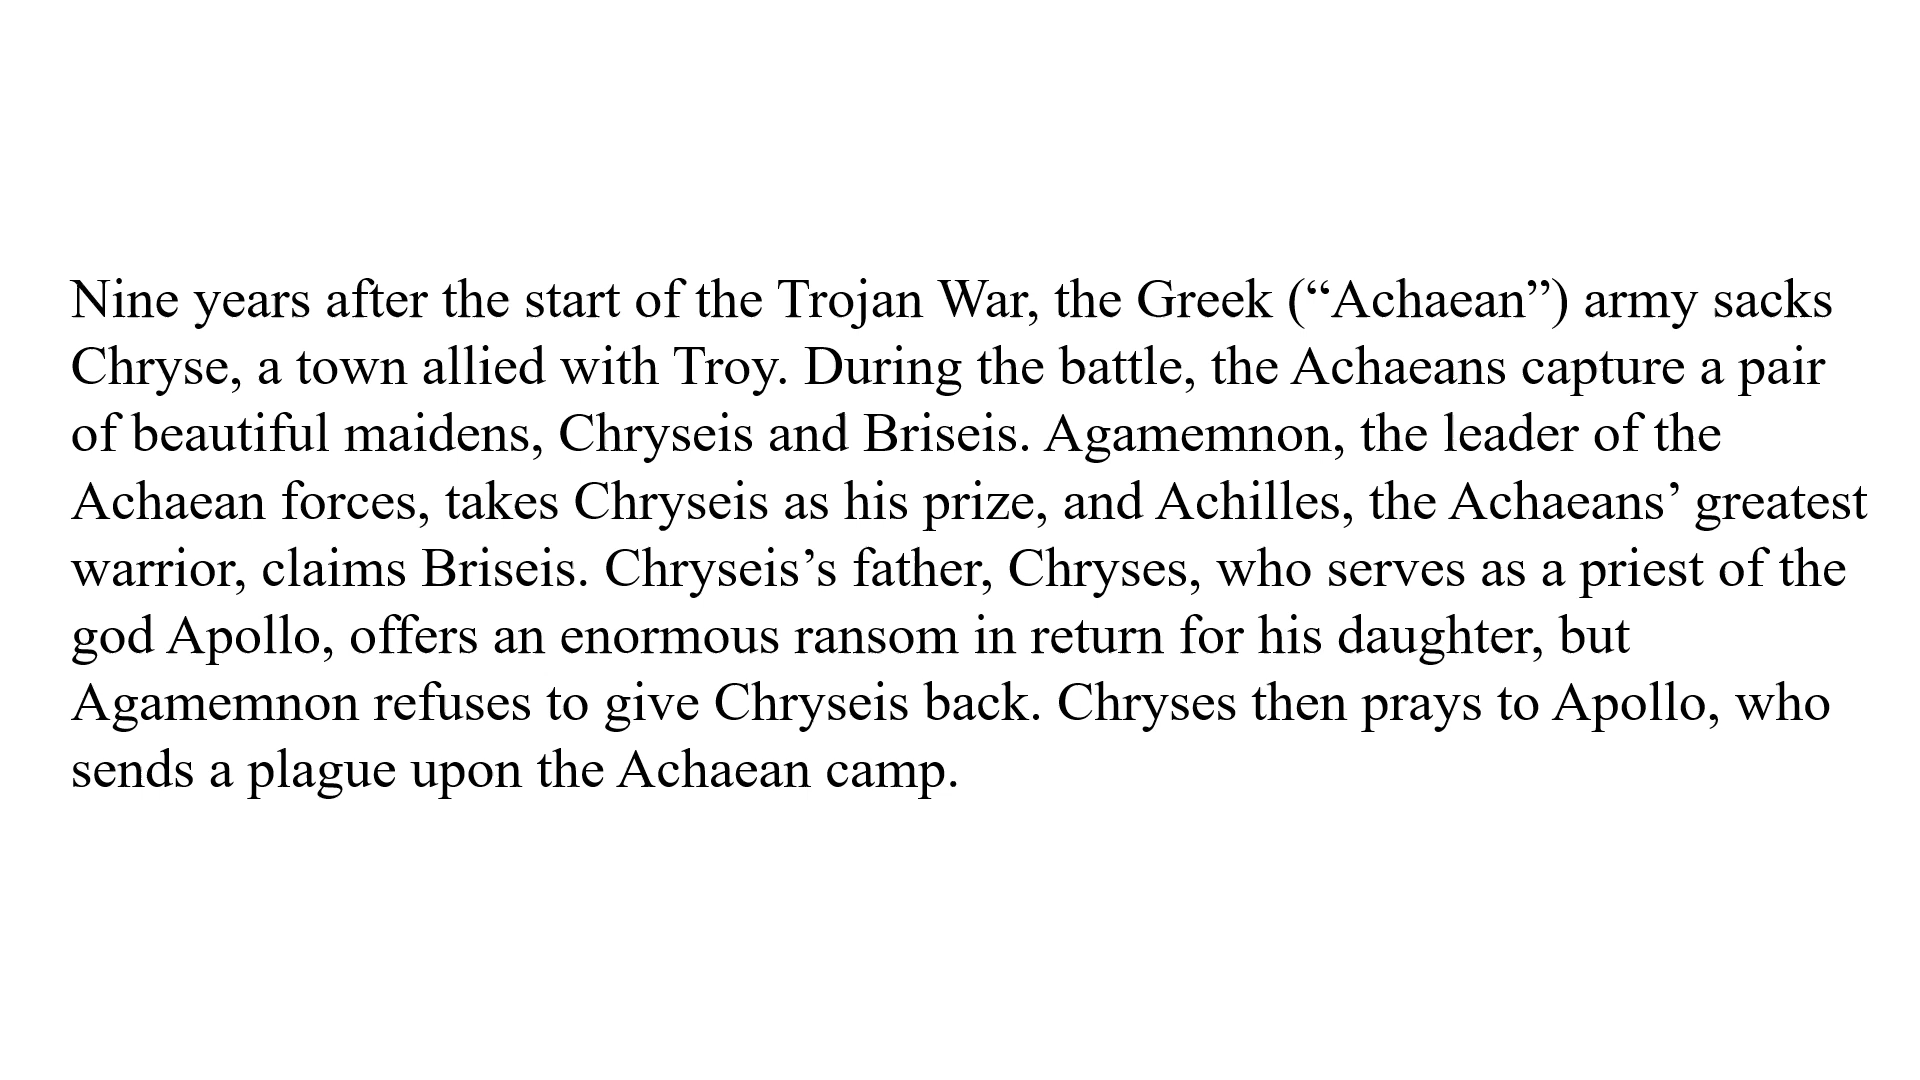 Nine years after the start of the Trojan War, the Greek (“Achaean”) army sacks
Chryse, a town allied with Troy. During the battle, the Achaeans capture a pair
of beautiful maidens, Chryseis and Briseis. Agamemnon, the leader of the
Achaean forces, takes Chryseis as his prize, and Achilles, the Achaeans’ greatest
warrior, claims Briseis. Chryseis’s father, Chryses, who serves as a priest of the
god Apollo, offers an enormous ransom in return for his daughter, but
Agamemnon refuses to give Chryseis back. Chryses then prays to Apollo, who
sends a plague upon the Achaean camp.